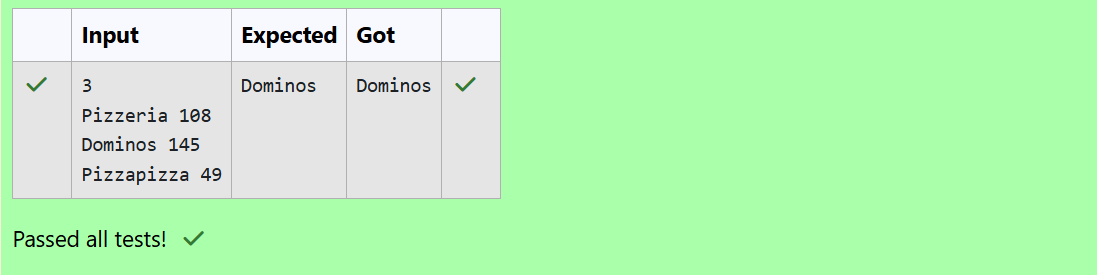 Input Expected Got
3 Dominos Dominos
Pizzeria 108
Dominos 145
Pizzapizza 49
Passed all tests!